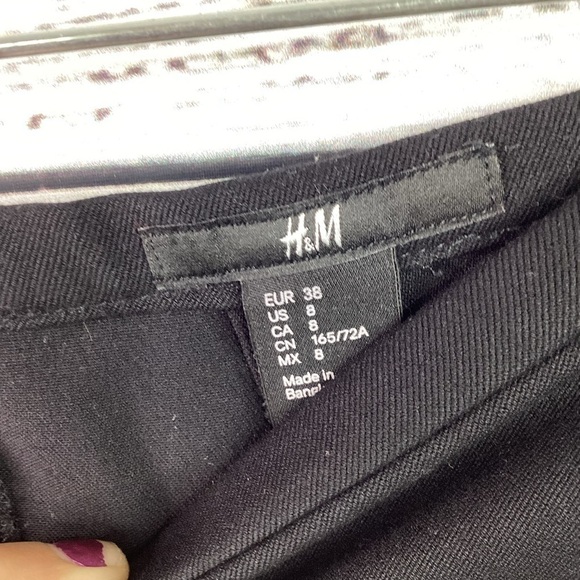 H&M
EUR 38
US 8
CA 8
CN 165/72A
MX 8
Made in